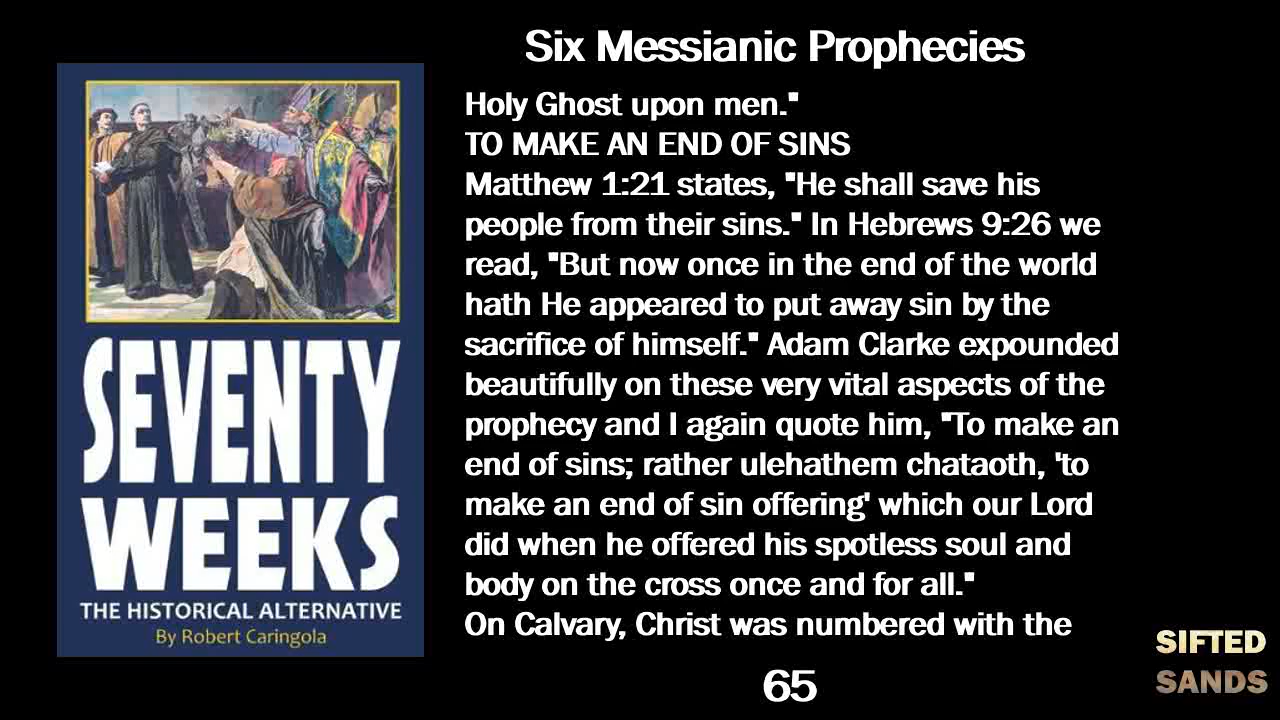 Six Messianic Prophecies
Holy Ghost upon men."
TO MAKE AN END OF SINS
Matthew 1:21 states, "He shall save his
people from their sins." In Hebrews 9:26 we
read, "But now once in the end of the world
hath He appeared to put away sin by the
sacrifice of himself." Adam Clarke expounded
beautifully on these very vital aspects of the
prophecy and I again quote him, "To make an
end of sins; rather ulehathem chataoth, 'to
make an end of sin offering' which our Lord
did when he offered his spotless soul and
body on the cross once and for all."
On Calvary, Christ was numbered with the
65
SEVENTY
WEEKS
THE HISTORICAL ALTERNATIVE
By Robert Caringola
SIFTED
SANDS